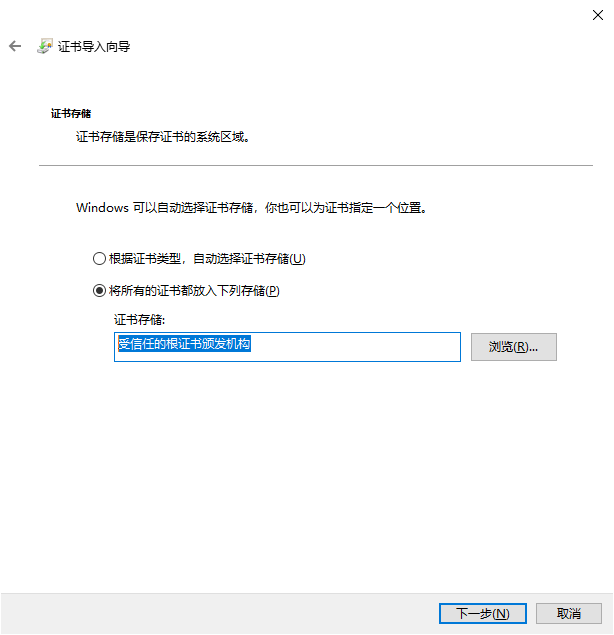 证书导入向导
证书存储
证书存储是保存证书的系统区域。
Windows 可以自动选择证书存储，你也可以为证书指定一个位置。
根据证书类型，自动选择证书存储(U)
将所有的证书都放入下列存储(P)
证书存储:
受信任的根证书颁发机构
浏览(R)...
下一步(N)
取消